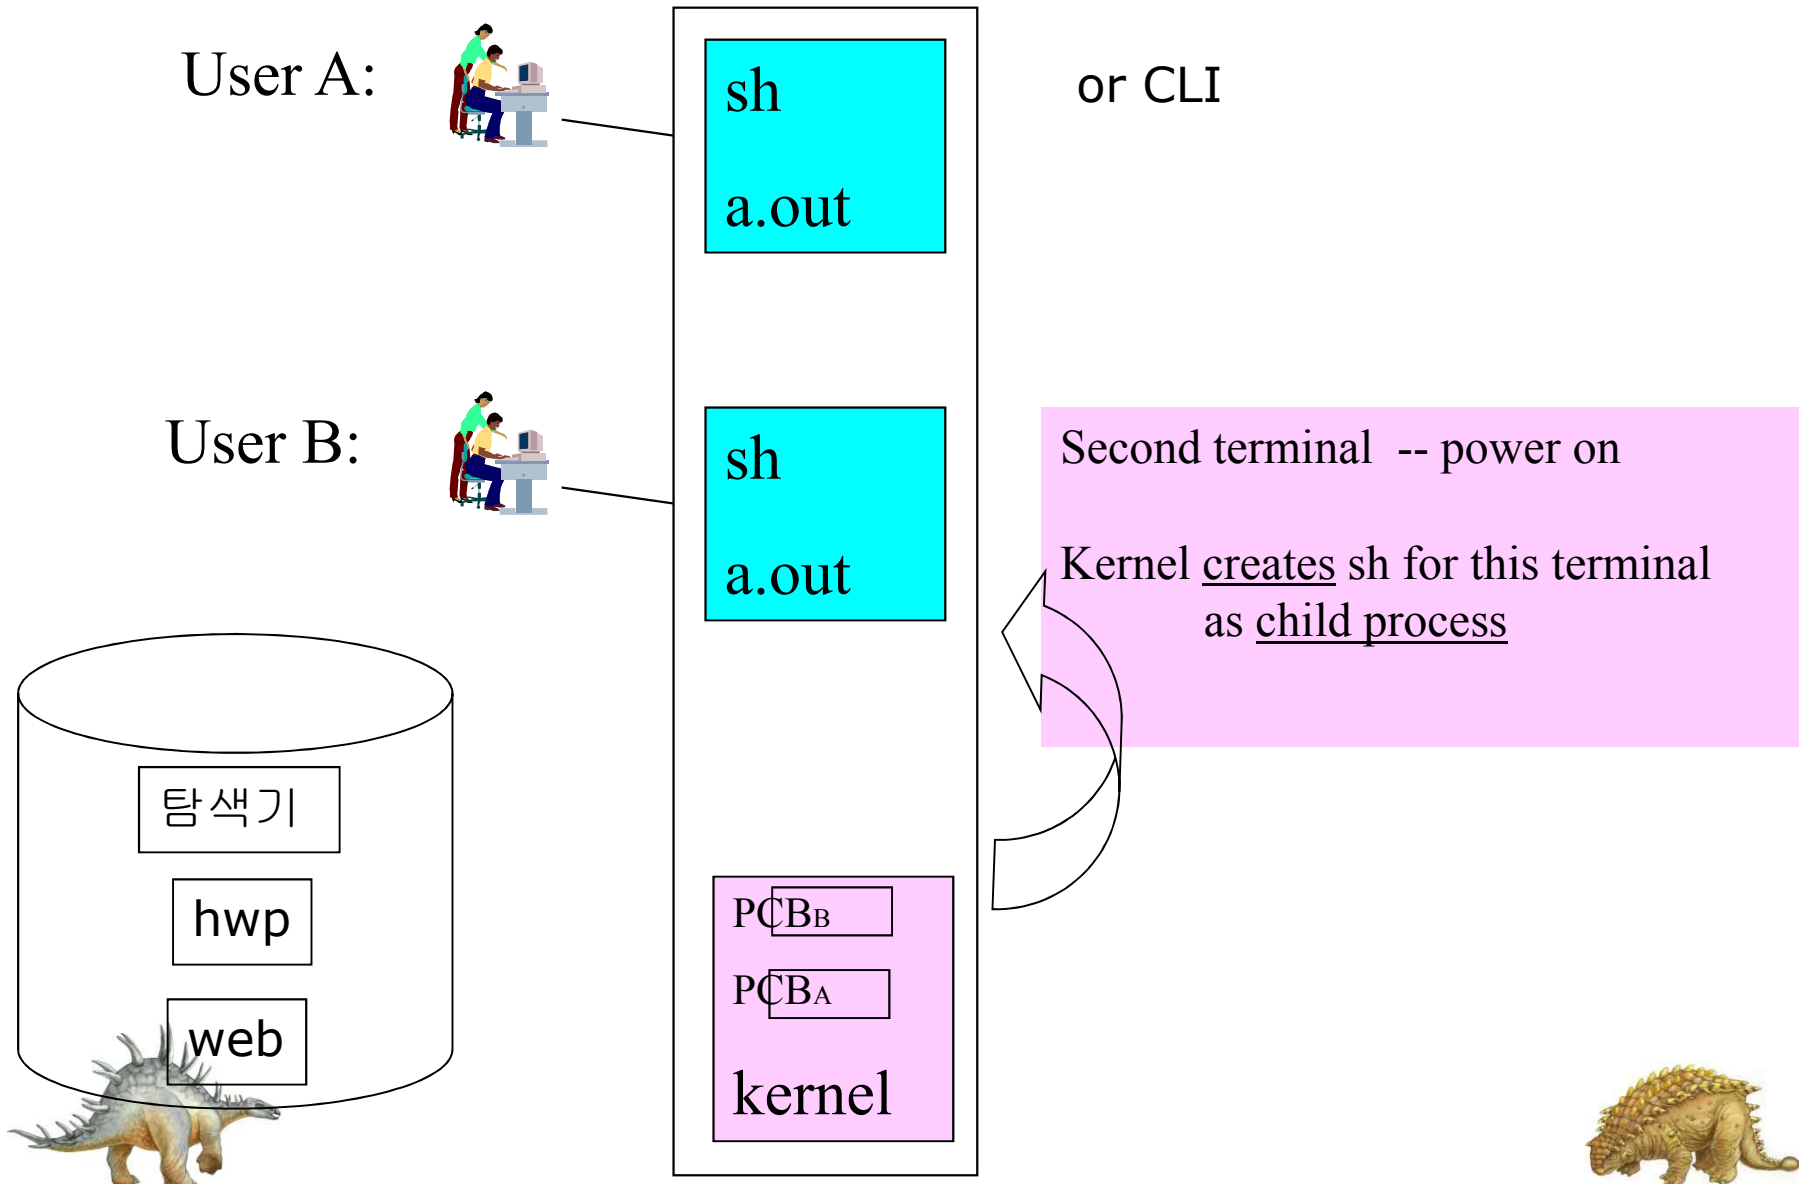 User A:
sh
a.out
or CLI
User B:
sh
a.out
Second terminal -- power on
Kernel creates sh for this terminal
as child process
탐색기
hwp
web
PCBB
PCBA
kernel